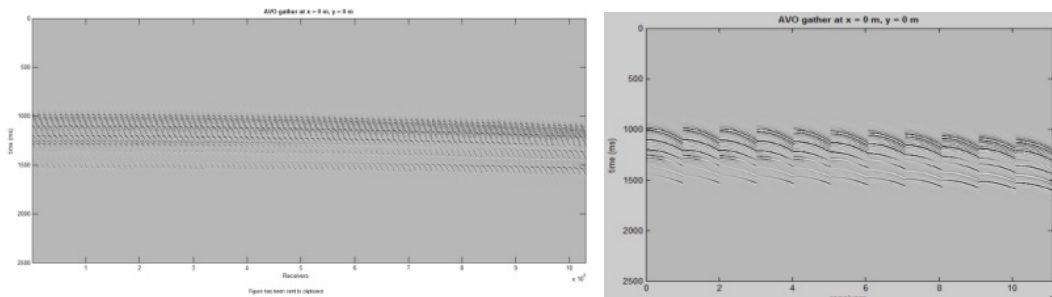 AVO gather at x = 0 m, y = 0 m
0
500
1000
1500
2000
2500
time (ms)
1 2 3 4 5 6 7 8 9 10
Receivers
Figure has been sent to clipboard
AVO gather at x = 0 m, y = 0 m
0
500
1000
1500
2000
2500
time (ms)
0 2 4 6 8 10